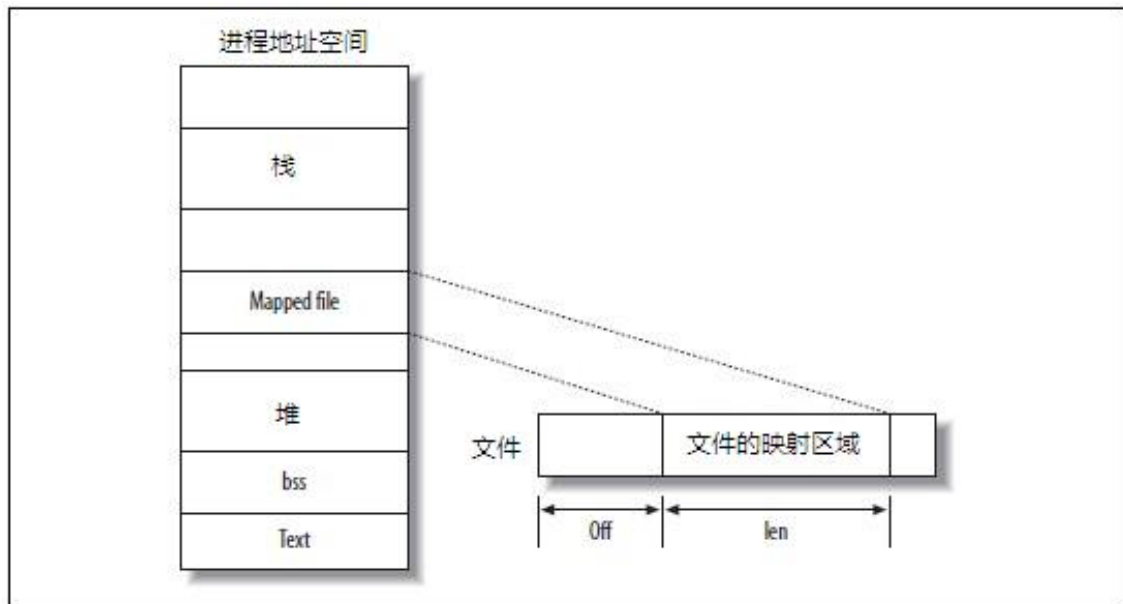 进程地址空间
栈
Mapped file
堆
bss
Text
文件
文件的映射区域
Off
len